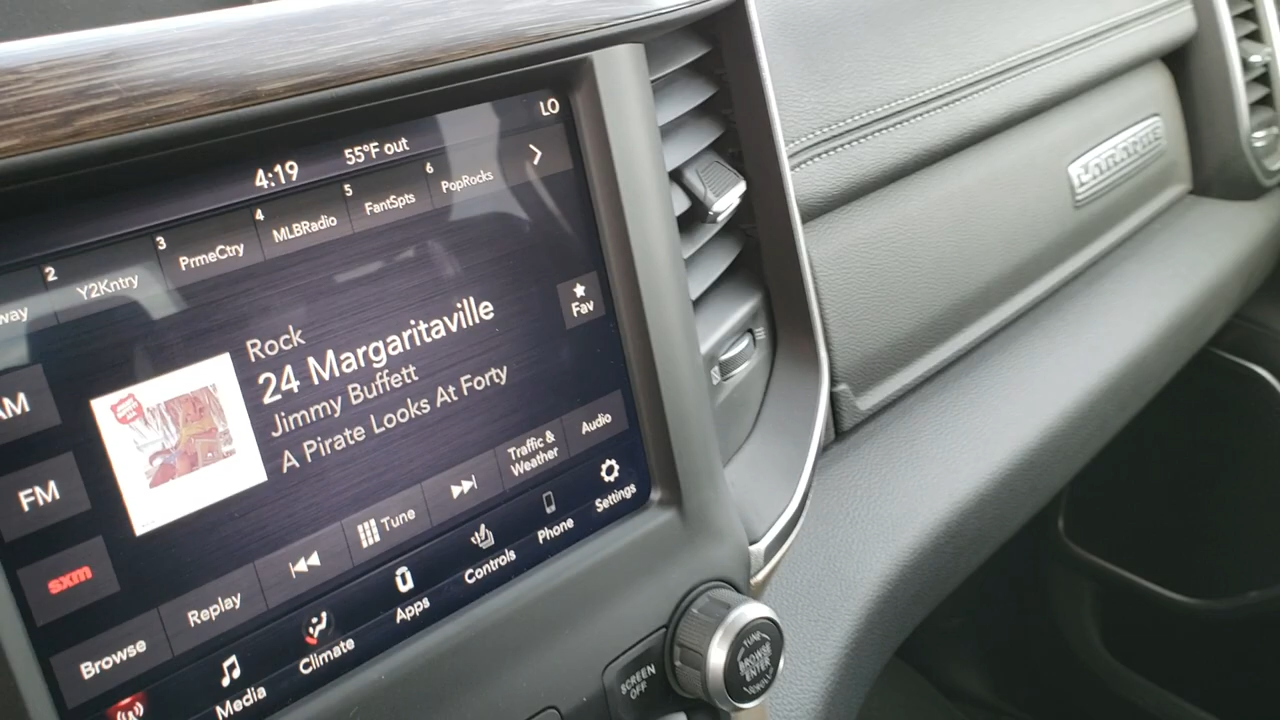 LO
4:19
55°F out
way
2 Y2Kntry
3 PrmeCtry
4 MLBRadio
5 FantSpts
6 PopRocks
Rock
24 Margaritaville
Jimmy Buffett
A Pirate Looks At Forty
Fav
AM
FM
sxm
Browse
Replay
Tune
Traffic &
Weather
Audio
Media
Climate
Apps
Controls
Phone
Settings
SCREEN
OFF
TUNE
BROWSE
ENTER
SCROLL
LARAMIE